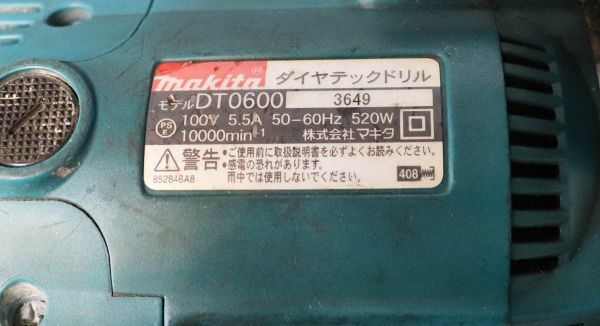 makita ® ダイヤテックドリル
モデル DT0600 3649
PS E 100V 5.5A 50-60Hz 520W
10000min⁻¹ 株式会社マキタ
警告 •ご使用前に取扱説明書を必ずよくお読みください。
•感電の恐れがあります。
雨中では使用しないでください。
852846A8 408